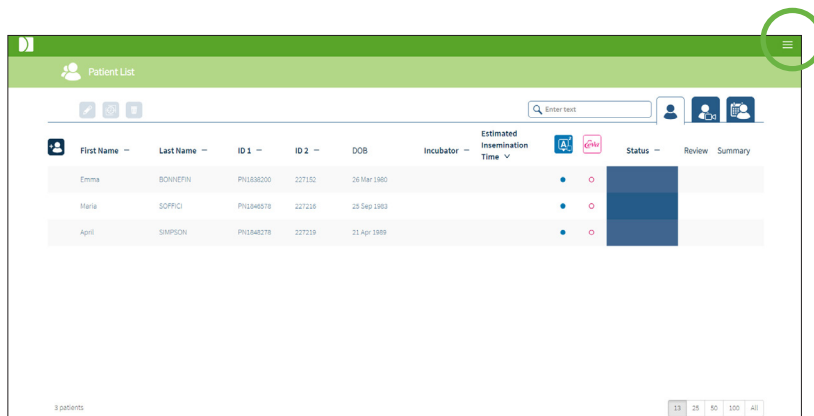 Patient List
Enter text
First Name – Last Name – ID 1 – ID 2 – DOB Incubator – Estimated Insemination Time Status – Review Summary
Emma BONNEFIN PN1838200 227152 26 Mar 1980
Maria SOFFICI PN1846578 227216 25 Sep 1983
April SIMPSON PN1848278 227219 21 Apr 1989
3 patients 13 25 50 100 All